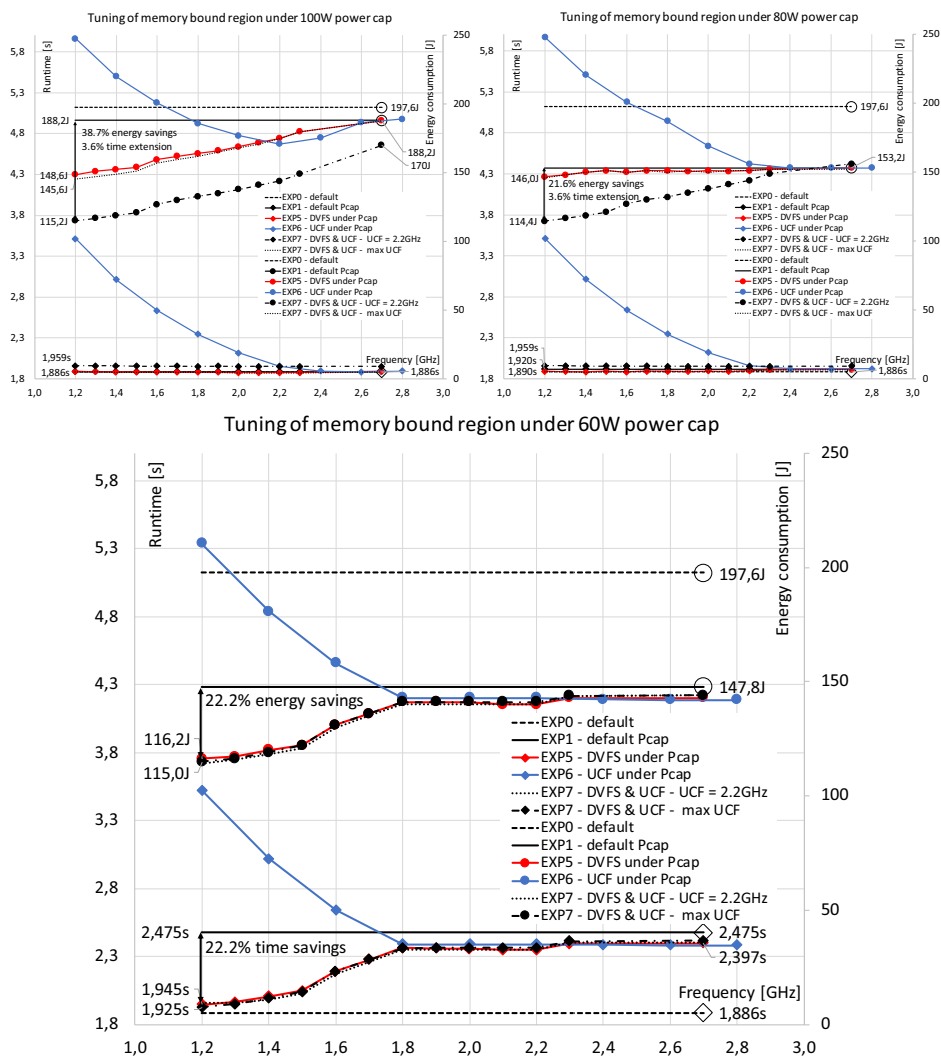 Tuning of memory bound region under 100W power cap
Runtime [s]
Energy consumption [J]
5,8
5,3
4,8
4,3
3,8
3,3
2,8
2,3
1,8
250
200
150
100
50
0
197,6J
188,2J
38.7% energy savings
3.6% time extension
188,2J
170J
148,6J
145,6J
115,2J
EXP0 - default
EXP1 - default Pcap
EXP5 - DVFS under Pcap
EXP6 - UCF under Pcap
EXP7 - DVFS & UCF - UCF = 2.2GHz
EXP7 - DVFS & UCF - max UCF
EXP0 - default
EXP1 - default Pcap
EXP5 - DVFS under Pcap
EXP6 - UCF under Pcap
EXP7 - DVFS & UCF - UCF = 2.2GHz
EXP7 - DVFS & UCF - max UCF
1,959s
1,886s
Frequency [GHz]
1,886s
1,0 1,2 1,4 1,6 1,8 2,0 2,2 2,4 2,6 2,8 3,0
Tuning of memory bound region under 80W power cap
Runtime [s]
Energy consumption [J]
5,8
5,3
4,8
4,3
3,8
3,3
2,8
2,3
1,8
250
200
150
100
50
0
197,6J
153,2J
146,0J
21.6% energy savings
3.6% time extension
114,4J
EXP0 - default
EXP1 - default Pcap
EXP5 - DVFS under Pcap
EXP6 - UCF under Pcap
EXP7 - DVFS & UCF - UCF = 2.2GHz
EXP7 - DVFS & UCF - max UCF
EXP0 - default
EXP1 - default Pcap
EXP5 - DVFS under Pcap
EXP6 - UCF under Pcap
EXP7 - DVFS & UCF - UCF = 2.2GHz
EXP7 - DVFS & UCF - max UCF
1,959s
1,920s
1,890s
Frequency [GHz]
1,886s
1,0 1,2 1,4 1,6 1,8 2,0 2,2 2,4 2,6 2,8 3,0
Tuning of memory bound region under 60W power cap
Runtime [s]
Energy consumption [J]
5,8
5,3
4,8
4,3
3,8
3,3
2,8
2,3
1,8
250
200
150
100
50
0
197,6J
147,8J
22.2% energy savings
116,2J
115,0J
EXP0 - default
EXP1 - default Pcap
EXP5 - DVFS under Pcap
EXP6 - UCF under Pcap
EXP7 - DVFS & UCF - UCF = 2.2GHz
EXP7 - DVFS & UCF - max UCF
EXP0 - default
EXP1 - default Pcap
EXP5 - DVFS under Pcap
EXP6 - UCF under Pcap
EXP7 - DVFS & UCF - UCF = 2.2GHz
EXP7 - DVFS & UCF - max UCF
2,475s
22.2% time savings
2,475s
2,397s
1,945s
1,925s
Frequency [GHz]
1,886s
1,0 1,2 1,4 1,6 1,8 2,0 2,2 2,4 2,6 2,8 3,0